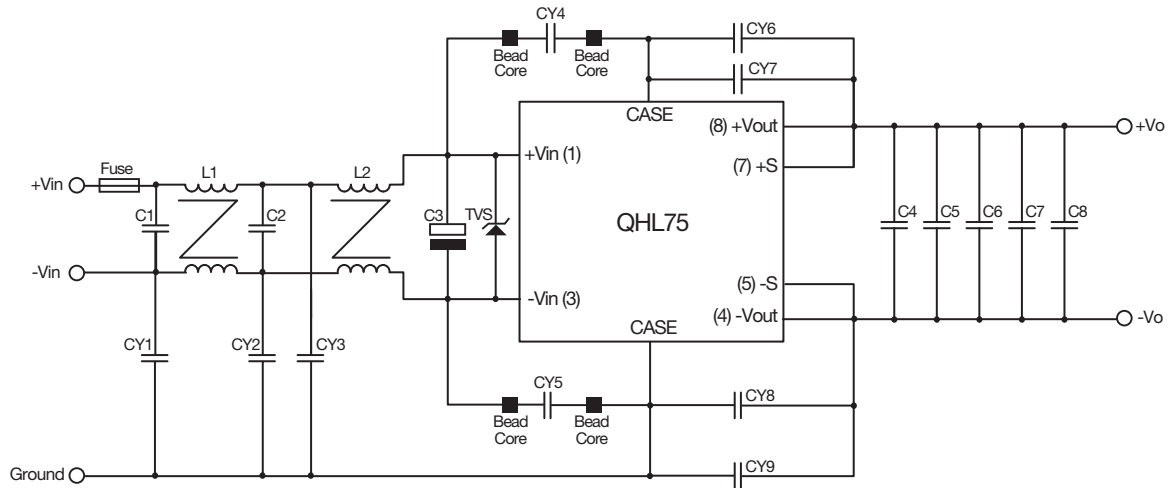 CY4
CY6
Bead
Core
Bead
Core
CY7
CASE
(8) +Vout
+Vo
+Vin (1)
(7) +S
Fuse
L1
L2
+Vin
C1
C2
C3
TVS
QHL75
C4
C5
C6
C7
C8
-Vin
(5) -S
-Vin (3)
(4) -Vout
-Vo
CASE
CY1
CY2
CY3
CY5
CY8
Bead
Core
Bead
Core
Ground
CY9